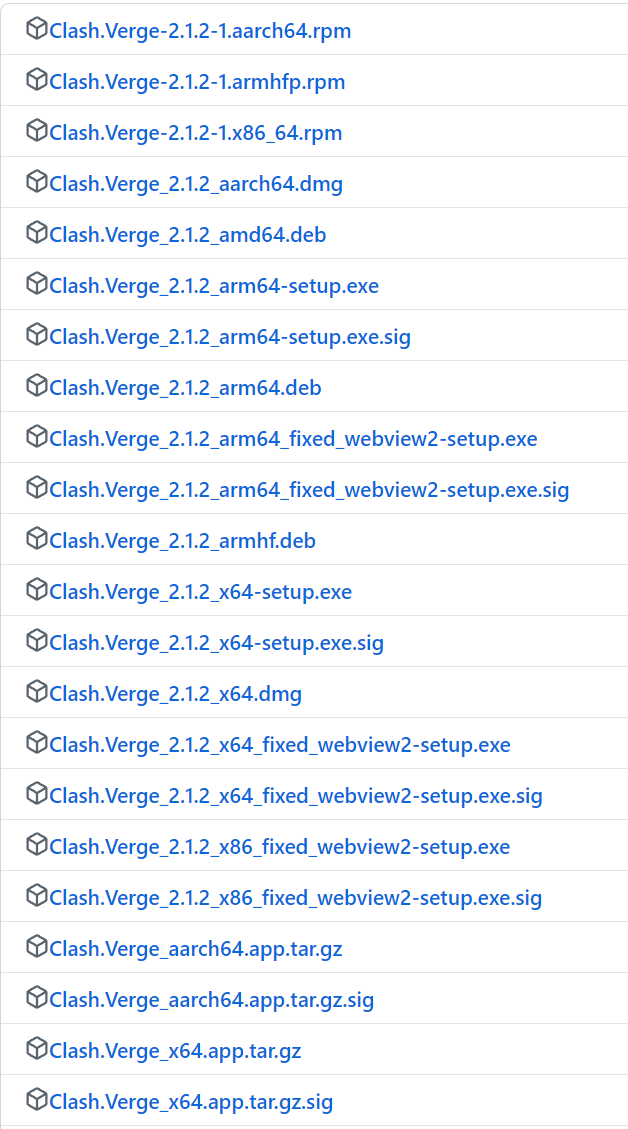 Clash.Verge-2.1.2-1.aarch64.rpm
Clash.Verge-2.1.2-1.armhfp.rpm
Clash.Verge-2.1.2-1.x86_64.rpm
Clash.Verge_2.1.2_aarch64.dmg
Clash.Verge_2.1.2_amd64.deb
Clash.Verge_2.1.2_arm64-setup.exe
Clash.Verge_2.1.2_arm64-setup.exe.sig
Clash.Verge_2.1.2_arm64.deb
Clash.Verge_2.1.2_arm64_fixed_webview2-setup.exe
Clash.Verge_2.1.2_arm64_fixed_webview2-setup.exe.sig
Clash.Verge_2.1.2_armhf.deb
Clash.Verge_2.1.2_x64-setup.exe
Clash.Verge_2.1.2_x64-setup.exe.sig
Clash.Verge_2.1.2_x64.dmg
Clash.Verge_2.1.2_x64_fixed_webview2-setup.exe
Clash.Verge_2.1.2_x64_fixed_webview2-setup.exe.sig
Clash.Verge_2.1.2_x86_fixed_webview2-setup.exe
Clash.Verge_2.1.2_x86_fixed_webview2-setup.exe.sig
Clash.Verge_aarch64.app.tar.gz
Clash.Verge_aarch64.app.tar.gz.sig
Clash.Verge_x64.app.tar.gz
Clash.Verge_x64.app.tar.gz.sig